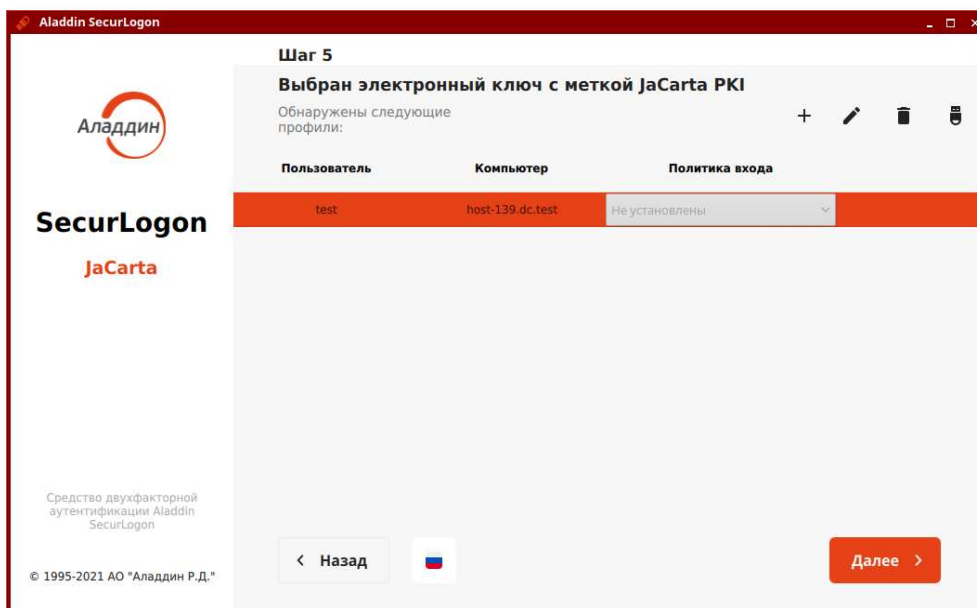 Aladdin SecurLogon
Шаг 5
Выбран электронный ключ с меткой JaCarta PKI
Обнаружены следующие
профили:
Пользователь Компьютер Политика входа
test host-139.dc.test Не установлены
Аладдин
SecurLogon
JaCarta
Средство двухфакторной
аутентификации Aladdin
SecurLogon
© 1995-2021 АО "Аладдин Р.Д."
Назад
Далее